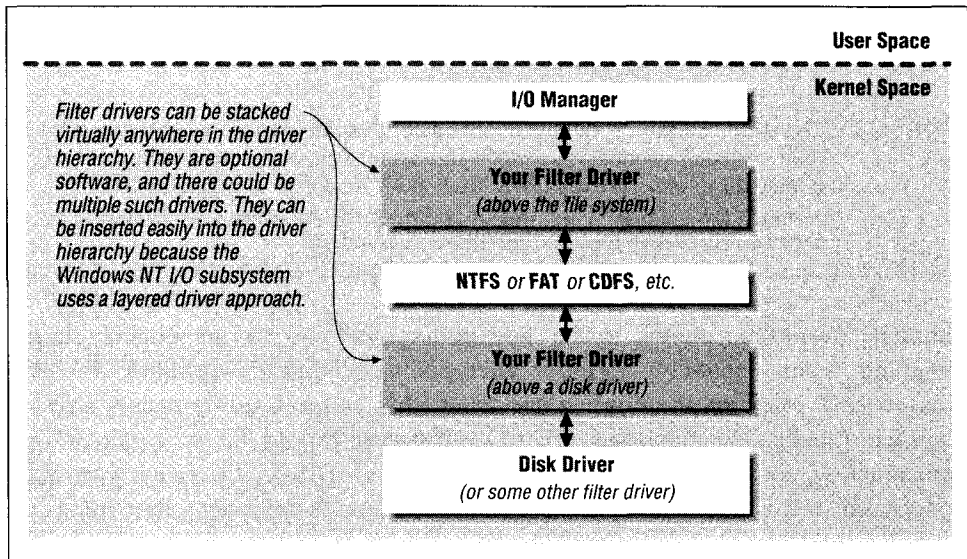 User Space
Kernel Space
Filter drivers can be stacked
virtually anywhere in the driver
hierarchy. They are optional
software, and there could be
multiple such drivers. They can
be inserted easily into the driver
hierarchy because the
Windows NT I/O subsystem
uses a layered driver approach.
I/O Manager
Your Filter Driver
(above the file system)
NTFS or FAT or CDFS, etc.
Your Filter Driver
(above a disk driver)
Disk Driver
(or some other filter driver)